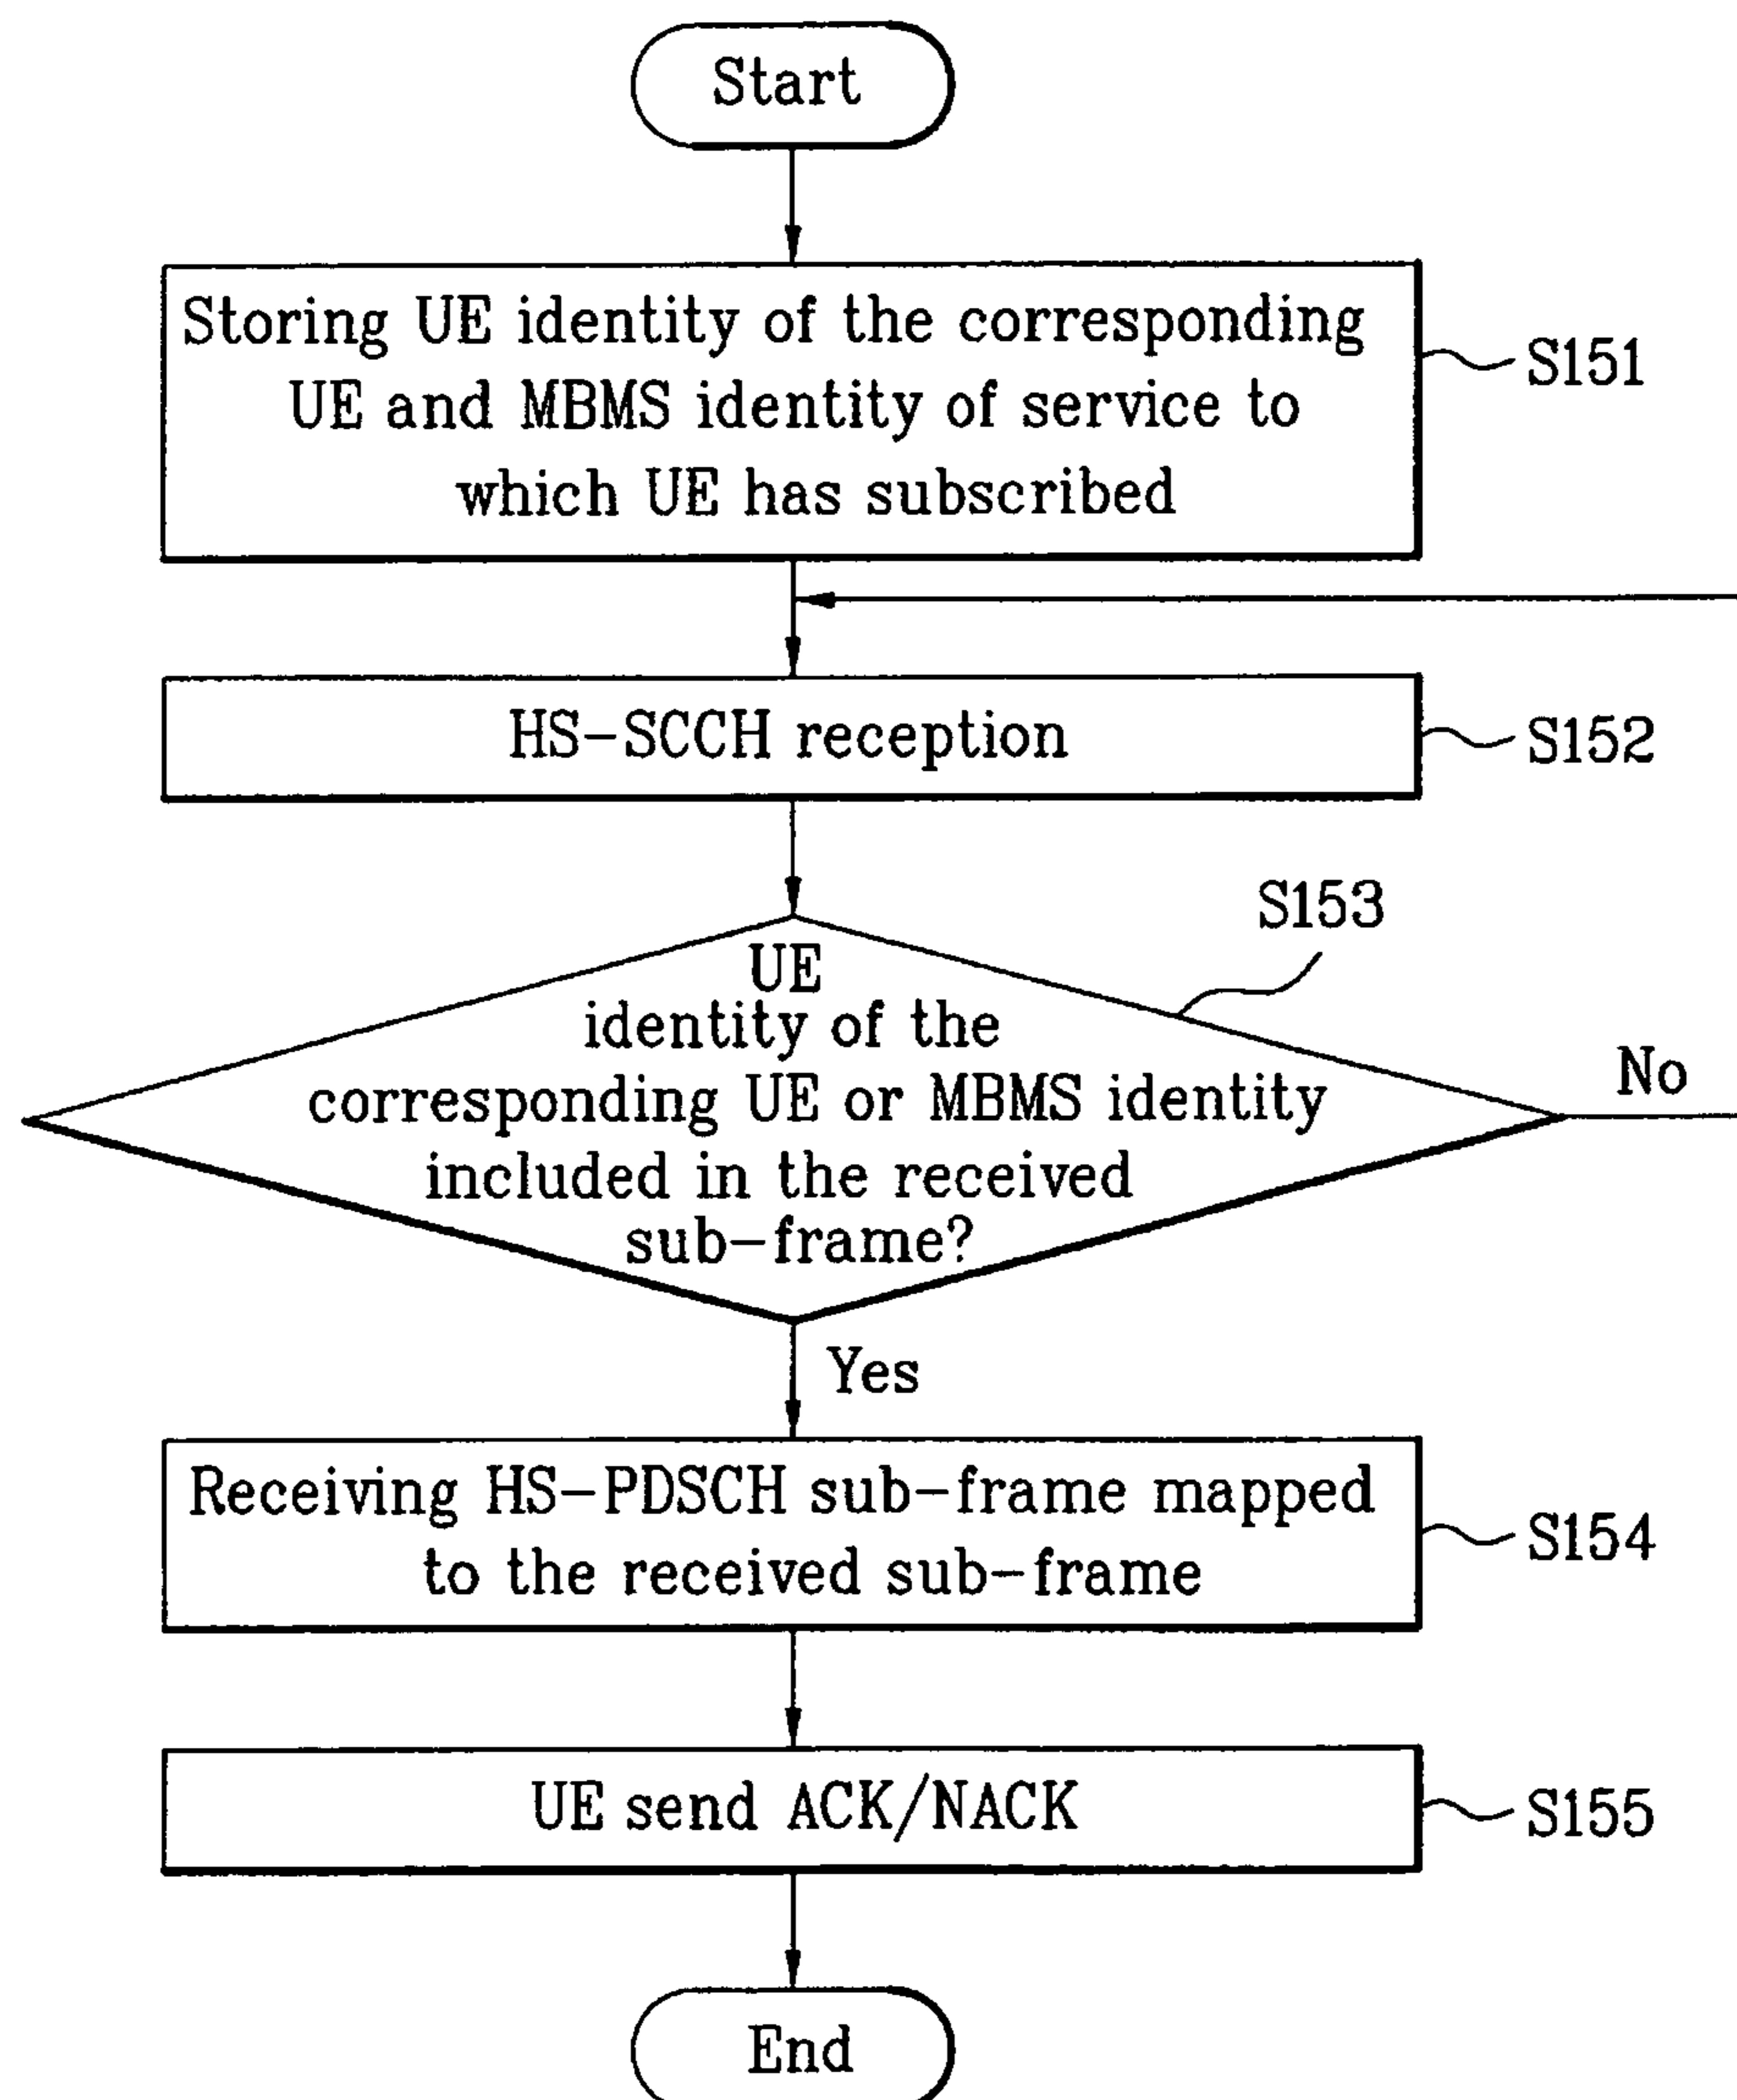 Start
Storing UE identity of the corresponding
UE and MBMS identity of service to
which UE has subscribed
S151
HS-SCCH reception
S152
S153
UE
identity of the
corresponding UE or MBMS identity
included in the received
sub-frame?
No
Yes
Receiving HS-PDSCH sub-frame mapped
to the received sub-frame
S154
UE send ACK/NACK
S155
End